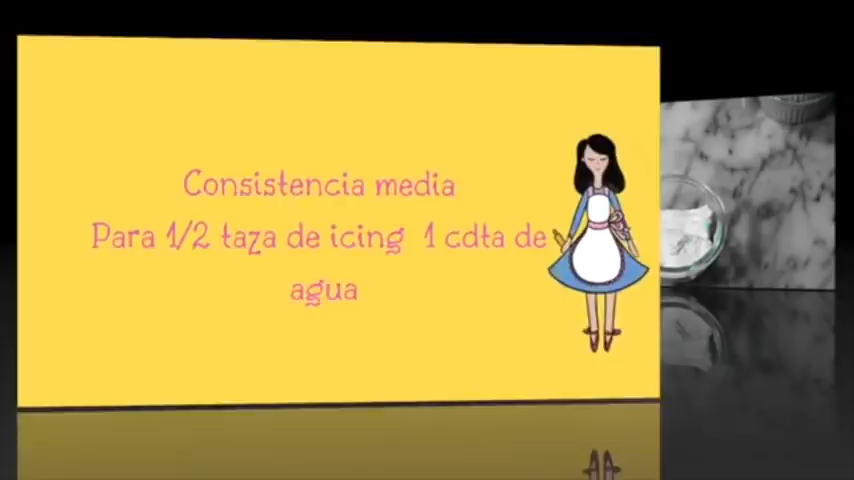 Consistencia media
Para 1/2 taza de icing 1 cdta de
agua